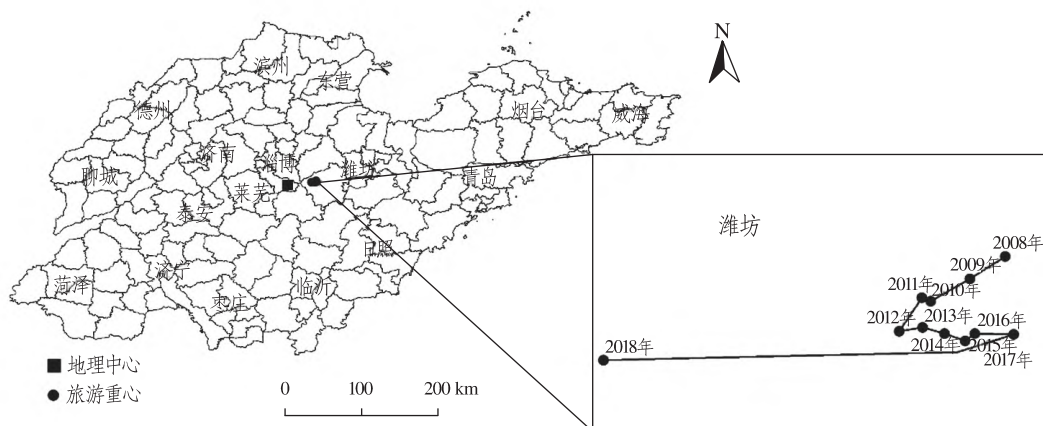 N
滨州
东营
德州
烟台
威海
济南
淄博
潍坊
聊城
莱芜
青岛
泰安
日照
菏泽
济宁
枣庄
临沂
地理中心
旅游重心
0 100 200 km
潍坊
2008年
2009年
2011年
2010年
2012年
2013年
2016年
2014年
2015年
2018年
2017年